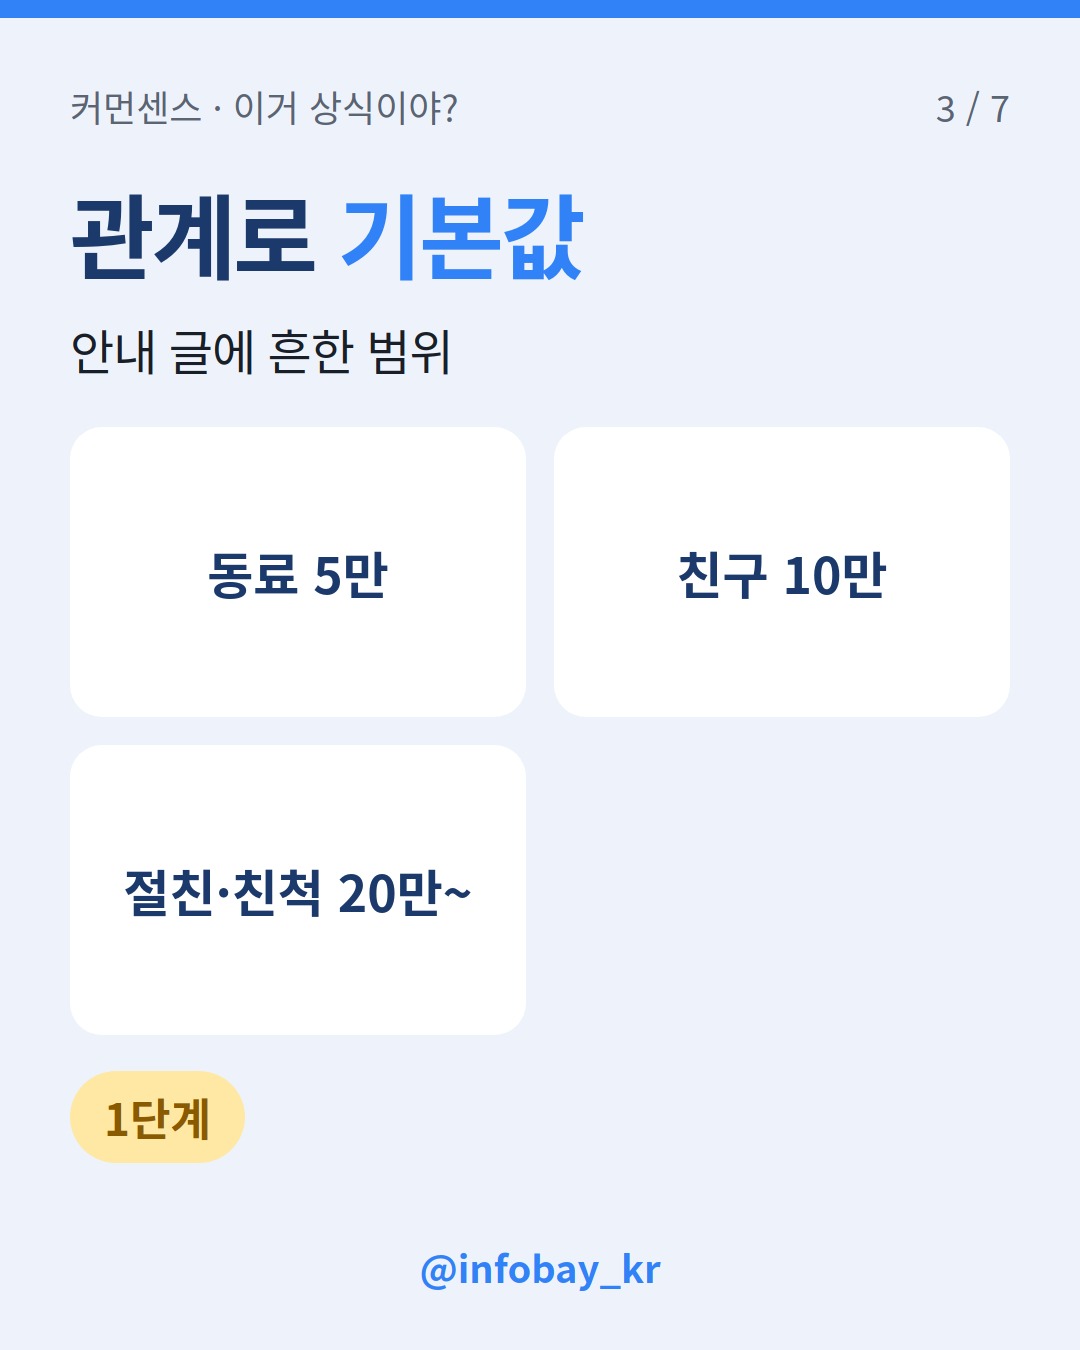 커먼센스 · 이거 상식이야?
3 / 7
관계로 기본값
안내 글에 흔한 범위
동료 5만
친구 10만
절친·친척 20만~
1단계
@infobay_kr